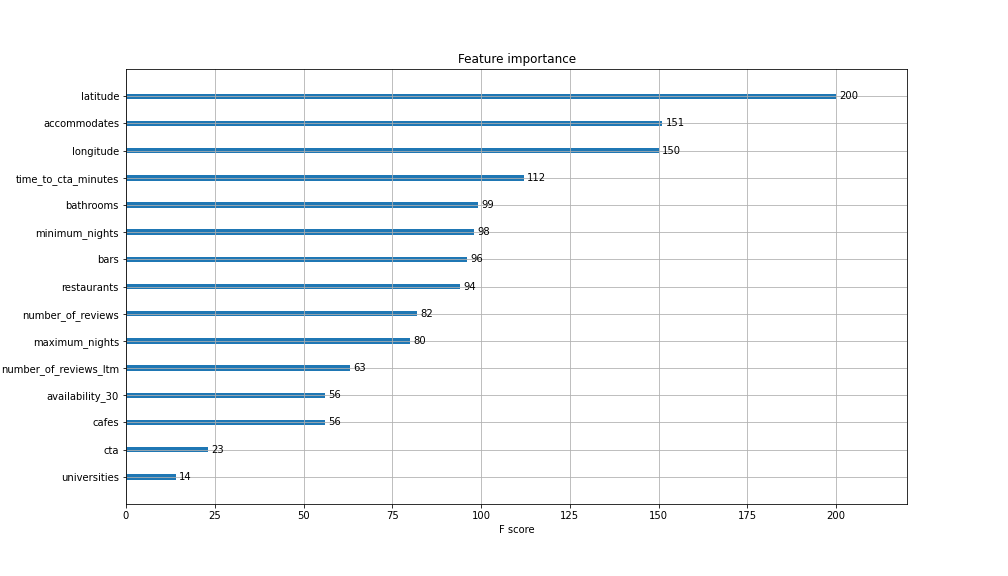 Feature importance
latitude 200
accommodates 151
longitude 150
time_to_cta_minutes 112
bathrooms 99
minimum_nights 98
bars 96
restaurants 94
number_of_reviews 82
maximum_nights 80
number_of_reviews_ltm 63
availability_30 56
cafes 56
cta 23
universities 14
0 25 50 75 100 125 150 175 200
F score